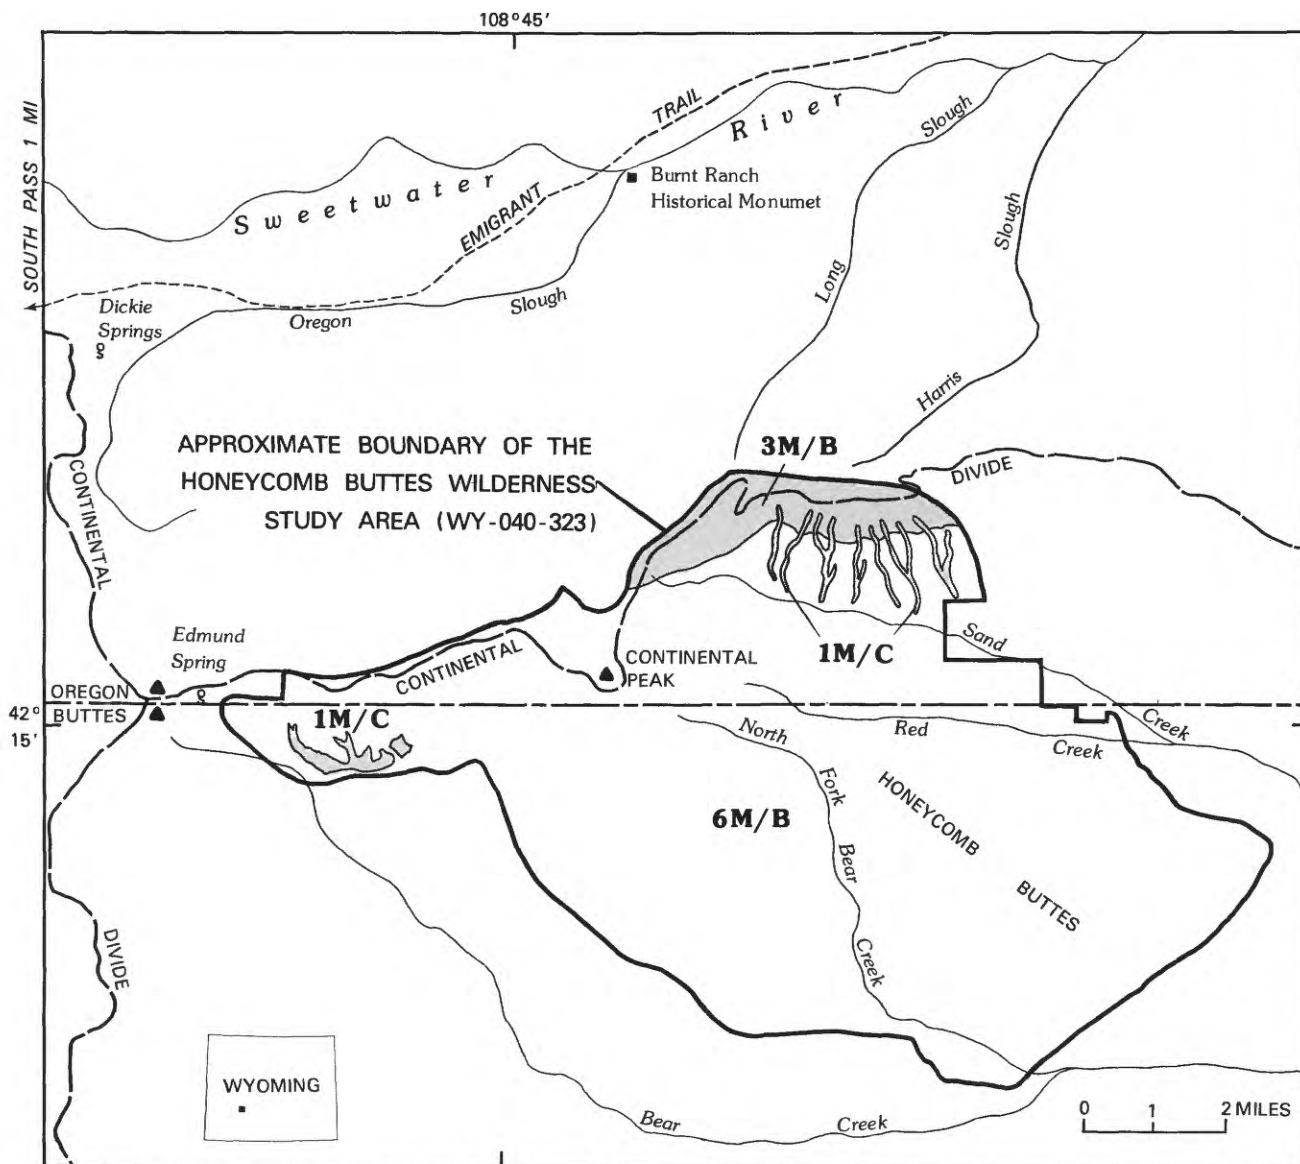 108°45'
SOUTH PASS 1 MI
TRAIL
River
Slough
Sweetwater
EMIGRANT
Burnt Ranch
Historical Monumet
Slough
Long
Dickie
Springs
Oregon
Slough
Harris
APPROXIMATE BOUNDARY OF THE
HONEYCOMB BUTTES WILDERNESS
STUDY AREA (WY-040-323)
3M/B
DIVIDE
CONTINENTAL
Edmund
Spring
CONTINENTAL
CONTINENTAL
PEAK
1M/C
Sand
Creek
OREGON
BUTTES
42°
15'
1M/C
North
Fork
Bear
Creek
Red
Creek
6M/B
HONEYCOMB
BUTTES
DIVIDE
WYOMING
Bear
Creek
0 1 2 MILES